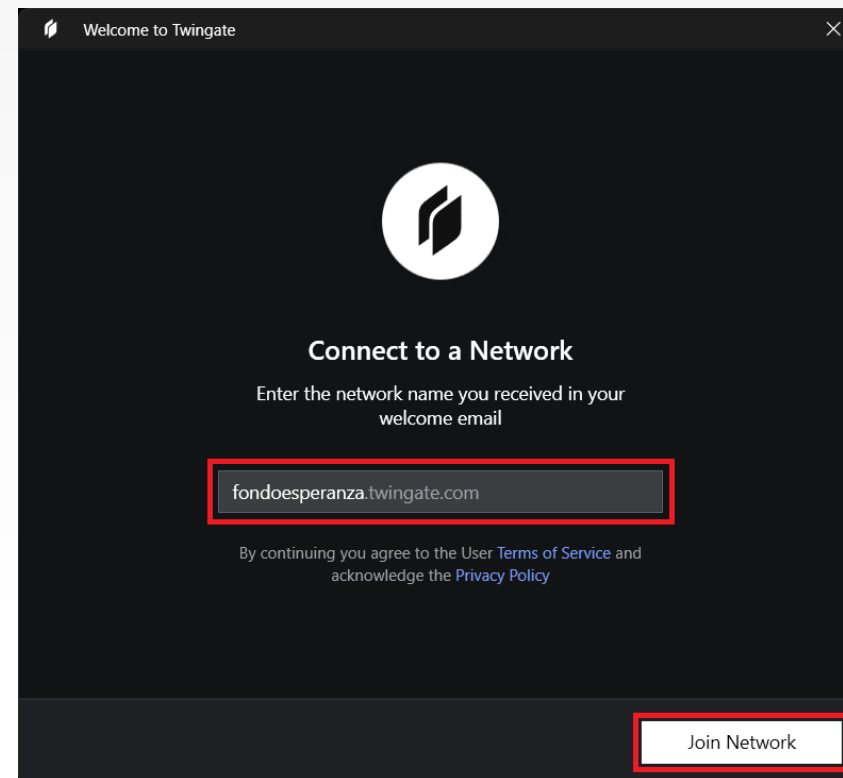 Welcome to Twingate
Connect to a Network
Enter the network name you received in your
welcome email
fondoesperanza.twingate.com
By continuing you agree to the User Terms of Service and
acknowledge the Privacy Policy
Join Network